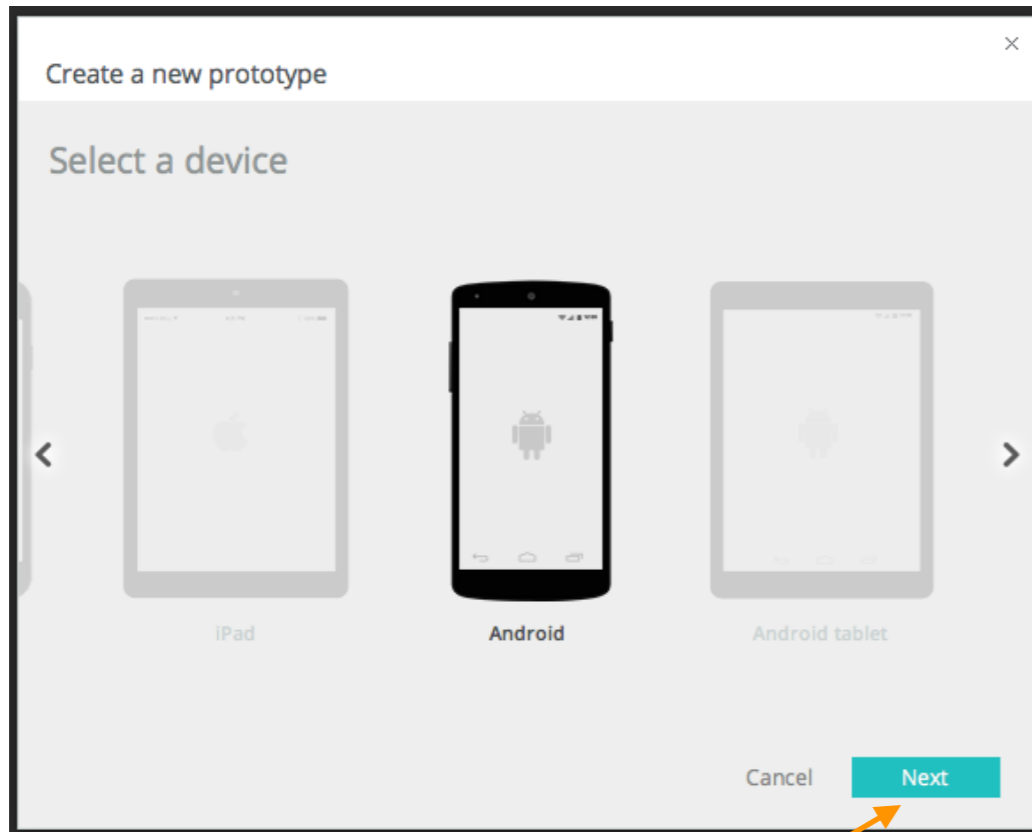 Create a new prototype
Select a device
iPad
Android
Android tablet
Cancel
Next